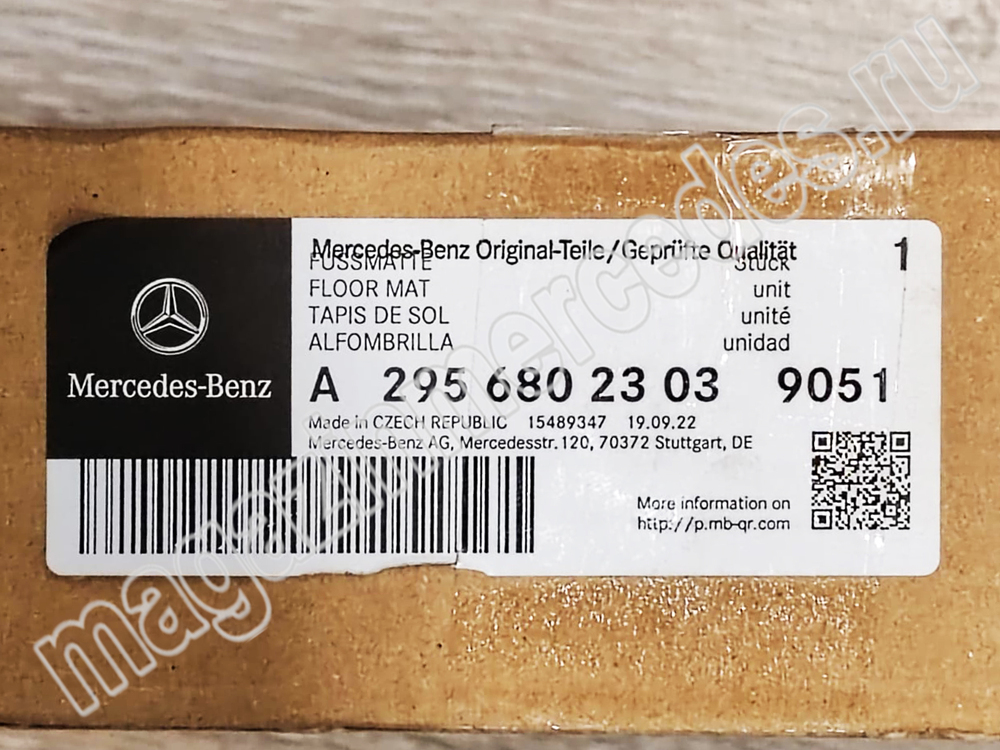 Mercedes-Benz Original-Teile/Geprüfte Qualität 1
FUSSMATTE Stück
FLOOR MAT unit
TAPIS DE SOL unité
ALFOMBRILLA unidad
Mercedes-Benz
A 295 680 23 03 9051
Made in CZECH REPUBLIC 15489347 19.09.22
Mercedes-Benz AG, Mercedesstr.120, 70372 Stuttgart, DE
More information on
http://p.mb-qr.com
magazinmercedes.ru